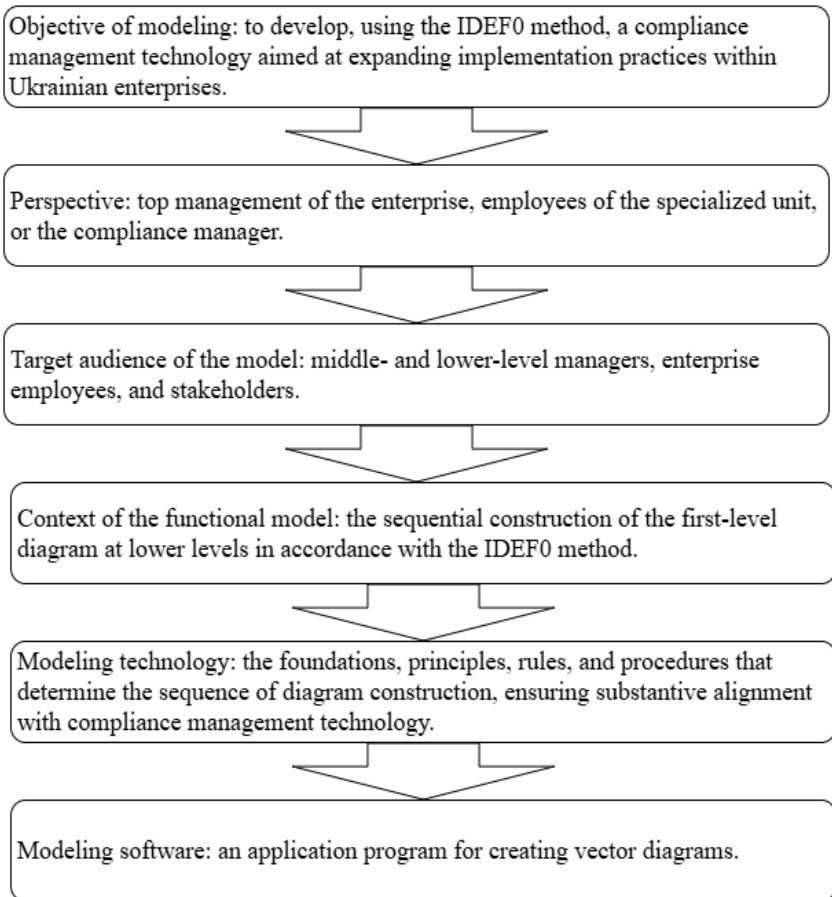 Objective of modeling: to develop, using the IDEF0 method, a compliance
management technology aimed at expanding implementation practices within
Ukrainian enterprises.
Perspective: top management of the enterprise, employees of the specialized unit,
or the compliance manager.
Target audience of the model: middle- and lower-level managers, enterprise
employees, and stakeholders.
Context of the functional model: the sequential construction of the first-level
diagram at lower levels in accordance with the IDEF0 method.
Modeling technology: the foundations, principles, rules, and procedures that
determine the sequence of diagram construction, ensuring substantive alignment
with compliance management technology.
Modeling software: an application program for creating vector diagrams.